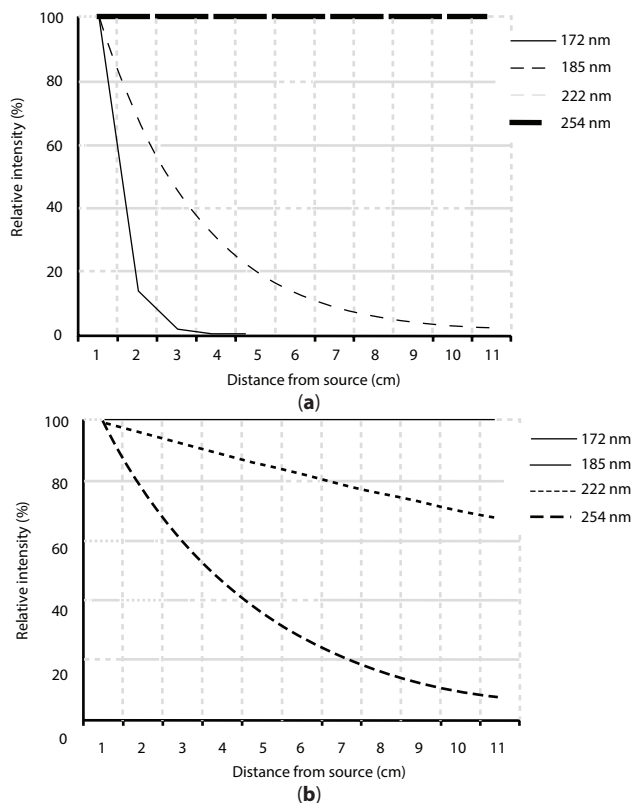 100
80
60
40
20
0
Relative intensity (%)
1 2 3 4 5 6 7 8 9 10 11
Distance from source (cm)
172 nm
185 nm
222 nm
254 nm
(a)
100
80
60
40
20
0
Relative intensity (%)
1 2 3 4 5 6 7 8 9 10 11
Distance from source (cm)
172 nm
185 nm
222 nm
254 nm
(b)